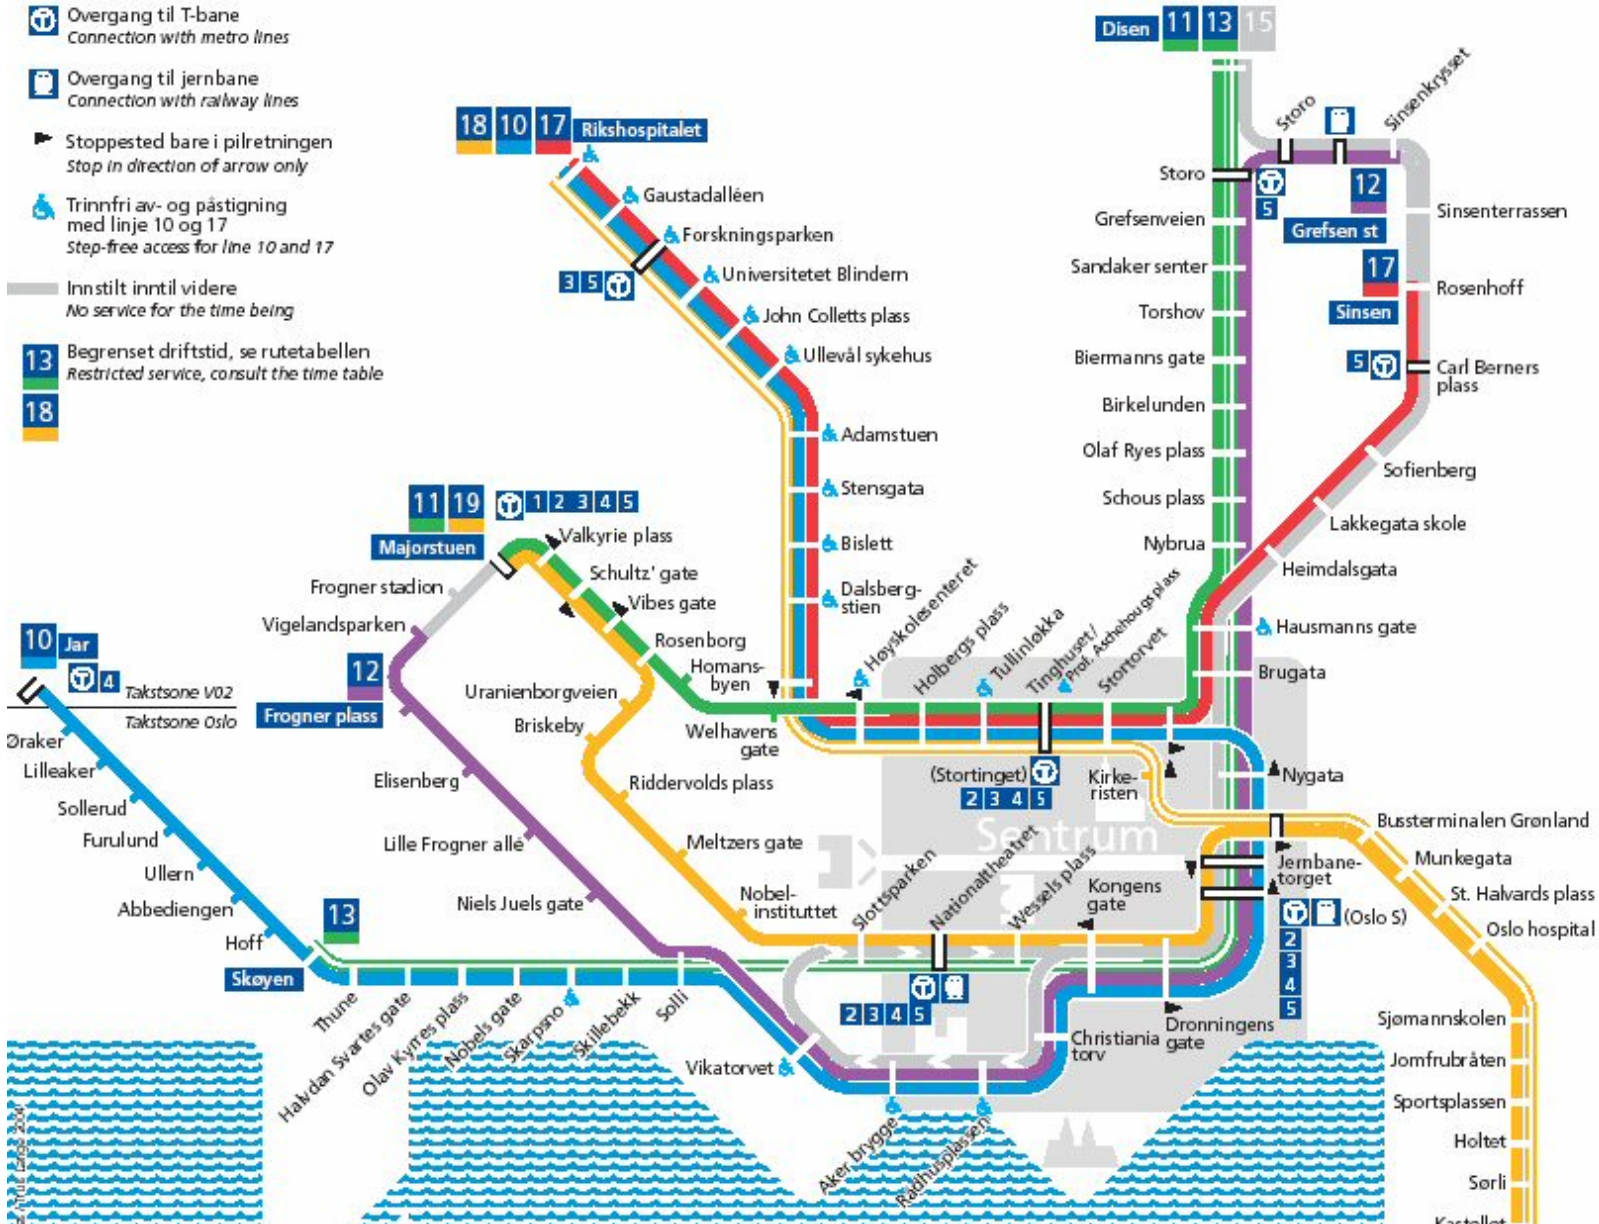 Overgang til T-bane
Connection with metro lines
Overgang til jernbane
Connection with railway lines
Stoppested bare i pilretningen
Stop in direction of arrow only
Trinnfri av- og påstigning
med linje 10 og 17
Step-free access for line 10 and 17
Innstilt inntil videre
No service for the time being
13
Begrenset driftstid, se rutetabellen
Restricted service, consult the time table
18
18 10 17 Rikshospitalet
Gaustadalléen
Forskningsparken
3 5
Universitetet Blindern
John Colletts plass
Ullevål sykehus
Adamstuen
Stensgata
Bislett
Dalsberg-
stien
Disen 11 13 15
Storo
Sinsenkrysset
Storo
5
12
Grefsen st
Grefsenveien
Sinsenterrassen
Sandaker senter
17
Sinsen
Rosenhoff
Torshov
Biermanns gate
5
Carl Berners
plass
Birkelunden
Olaf Ryes plass
Sofienberg
Schous plass
Lakkegata skole
Nybrua
Heimdalsgata
Hausmanns gate
Brugata
11 19
1 2 3 4 5
Majorstuen
Valkyrie plass
Schultz' gate
Frogner stadion
Vibes gate
Vigelandsparken
Rosenborg
Homans-
byen
Høyskolesenteret
Holbergs plass
Tullinløkka
Tinghuset/
Prof. Aschehougs plass
Stortorvet
10 Jar
4
Takstsone V02
Takstsone Oslo
12
Frogner plass
Uranienborgveien
Briskeby
Welhavens
gate
(Stortinget)
2 3 4 5
Kirke-
risten
Nygata
Øraker
Lilleaker
Sollerud
Furulund
Ullern
Abbediengen
Hoff
Skøyen
13
Elisenberg
Lille Frogner allé
Niels Juels gate
Riddervolds plass
Meltzers gate
Nobel-
instituttet
Sentrum
Slottsparken
Nationaltheatret
Wessels plass
Kongens
gate
Bussterminalen Grønland
Jernbane-
torget
Munkegata
St. Halvards plass
Oslo hospital
(Oslo S)
2
3
4
5
2 3 4 5
Thune
Halvdan Svartes gate
Olav Kyrres plass
Nobels gate
Skarpsno
Skillebekk
Solli
Vikatorvet
Aker brygge
Rådhusplassen
Christiania
torv
Dronningens
gate
Sjømannskolen
Jomfrubråten
Sportsplassen
Holtet
Sørli
Kastellet